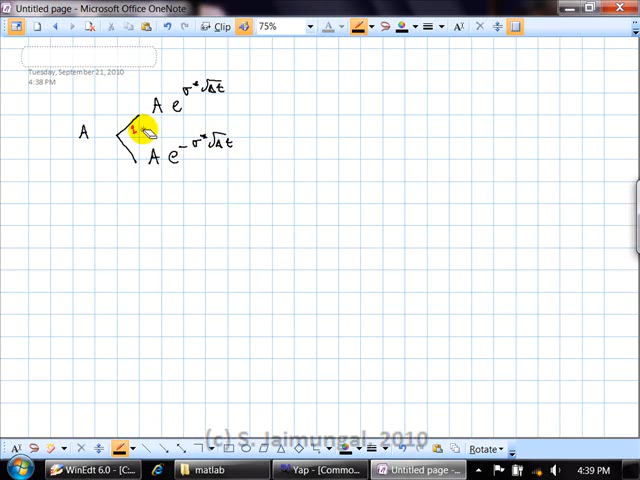 Untitled page - Microsoft Office OneNote
75%
Clip
Tuesday, September 21, 2010
4:38 PM
A e^{σ*√Δt}
A
A e^{-σ*√Δt}
(c) S. Jaimungal, 2010
Rotate
WinEdt 6.0 - [C:...
matlab
Yap - [Commo...
Untitled page -...
4:39 PM